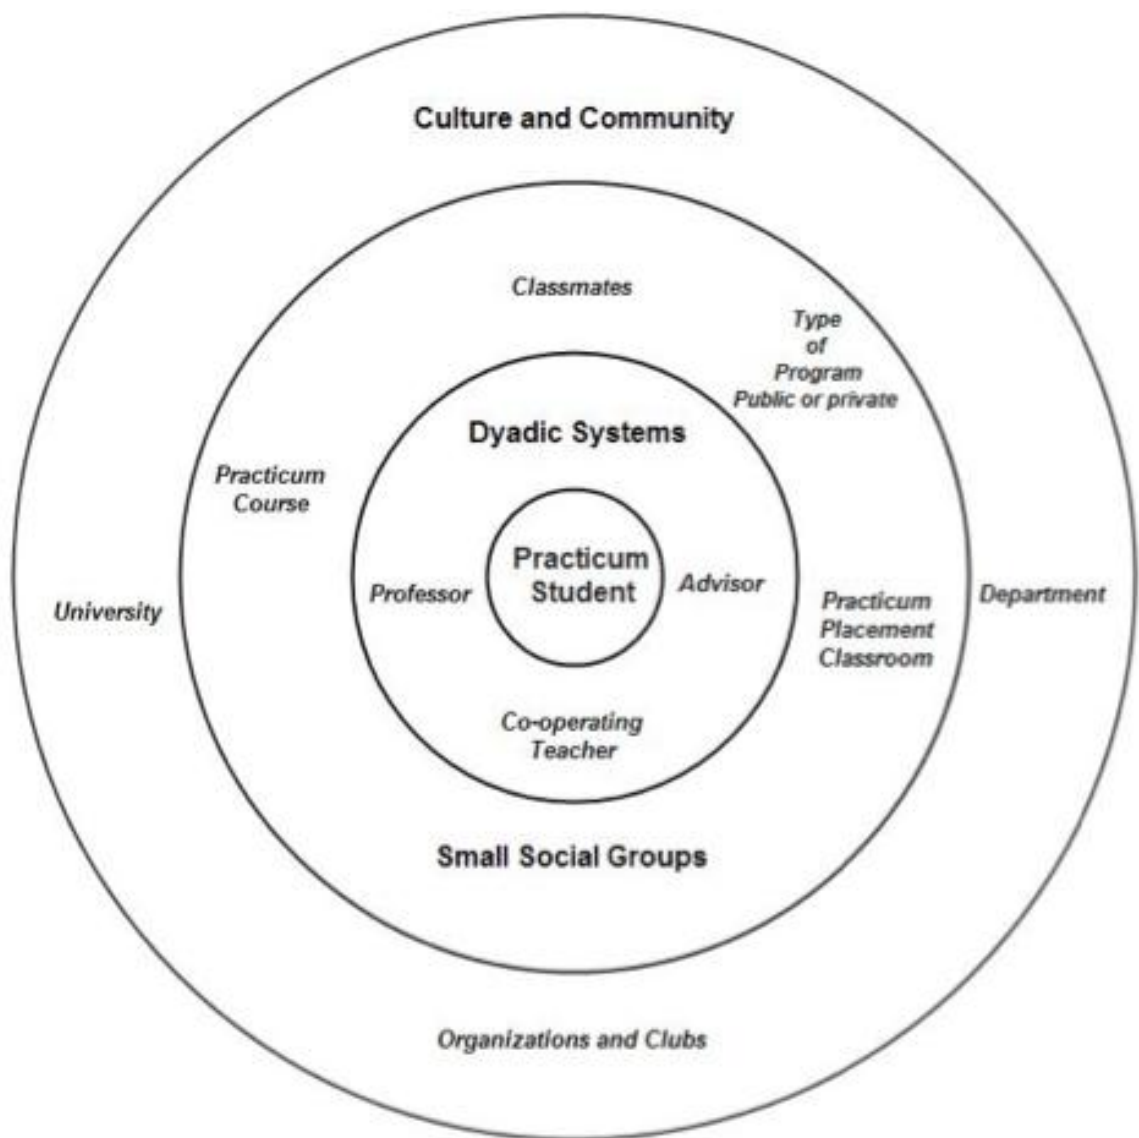 Culture and Community
Classmates
Type
of
Program
Public or private
Dyadic Systems
Practicum
Course
Practicum
Student
Professor
Advisor
University
Practicum
Placement
Classroom
Department
Co-operating
Teacher
Small Social Groups
Organizations and Clubs